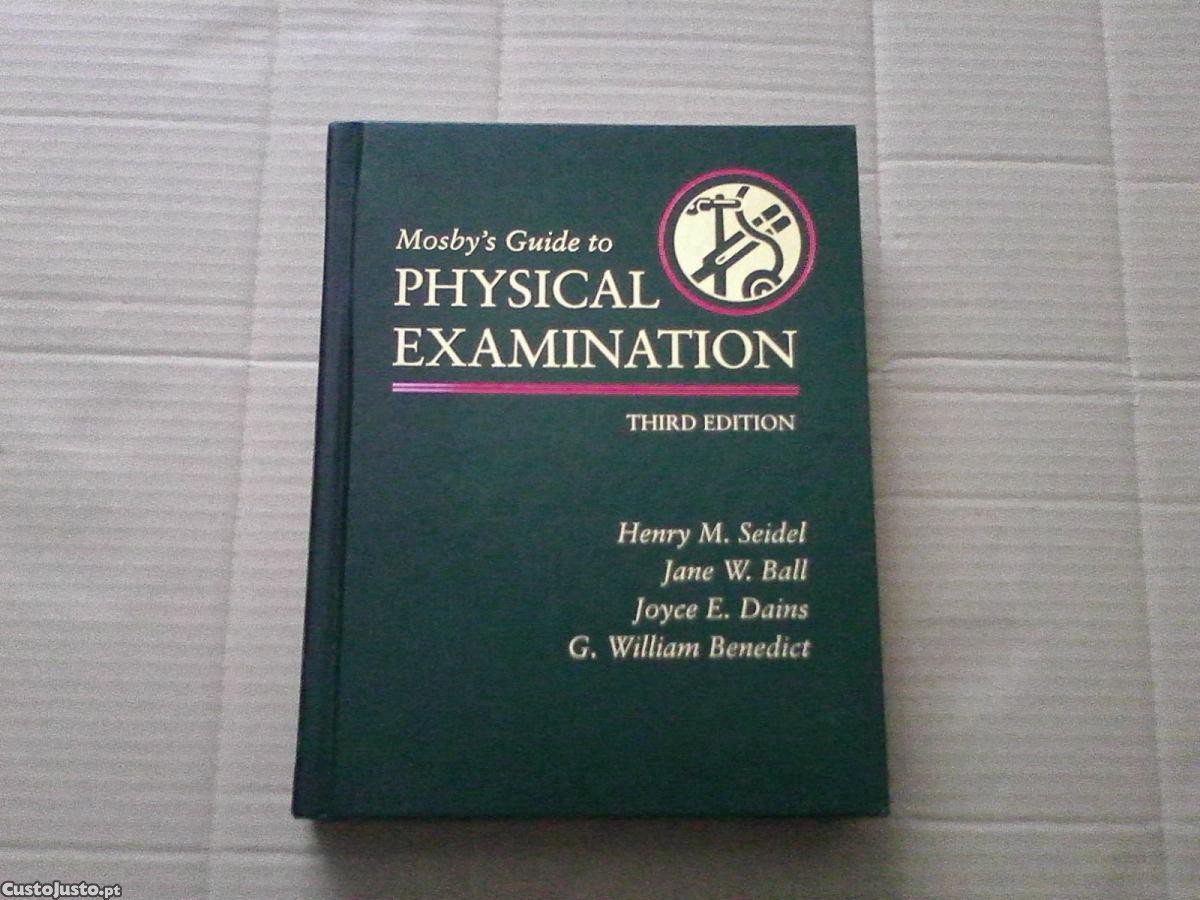 Mosby's Guide to
PHYSICAL
EXAMINATION
THIRD EDITION
Henry M. Seidel
Jane W. Ball
Joyce E. Dains
G. William Benedict
CustoJusto.pt